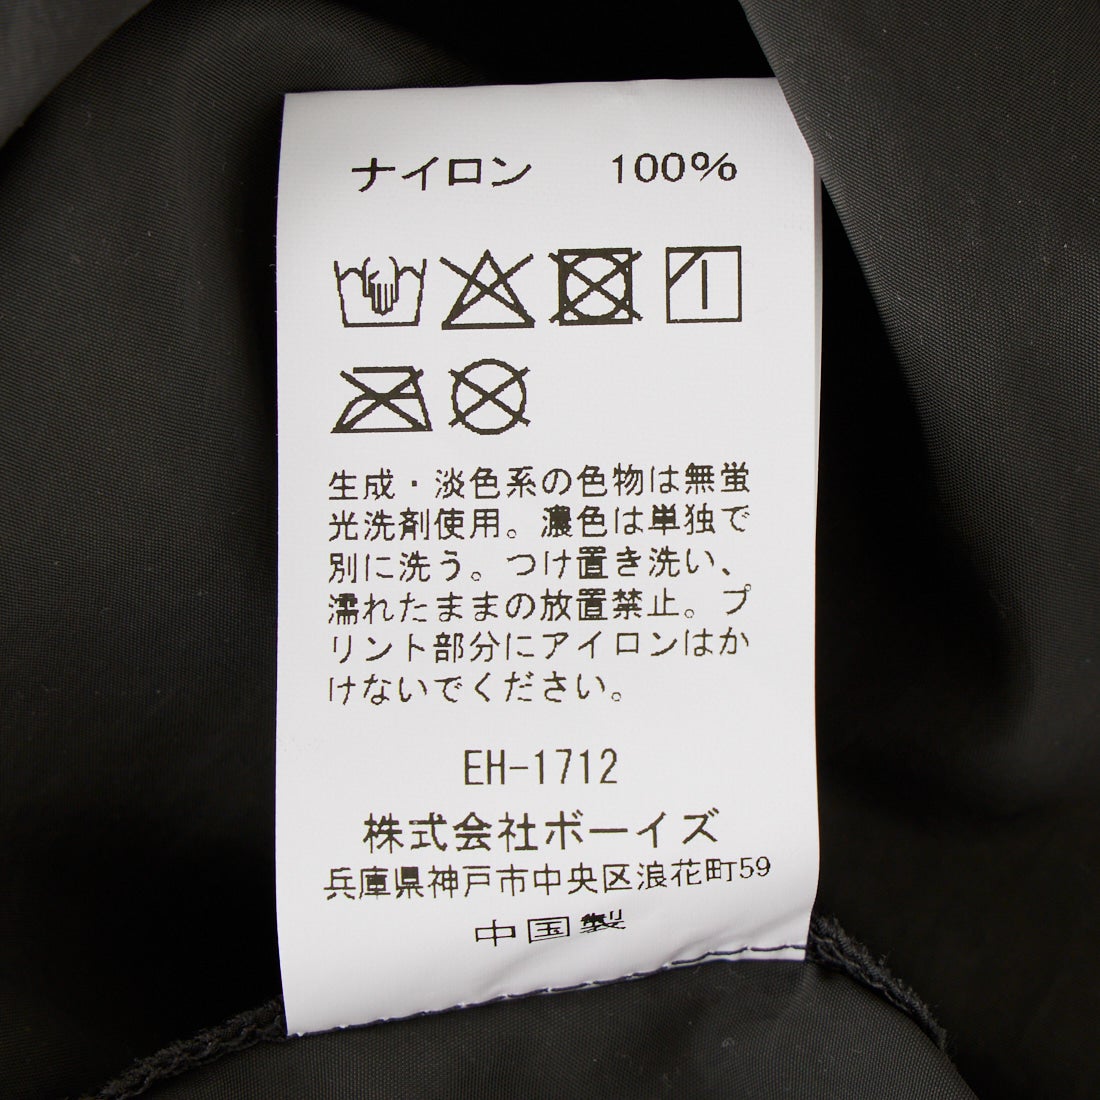 ナイロン 100%
生成・淡色系の色物は無蛍
光洗剤使用。濃色は単独で
別に洗う。つけ置き洗い、
濡れたままの放置禁止。プ
リント部分にアイロンはか
けないでください。
EH-1712
株式会社ボーイズ
兵庫県神戸市中央区浪花町59
中国製